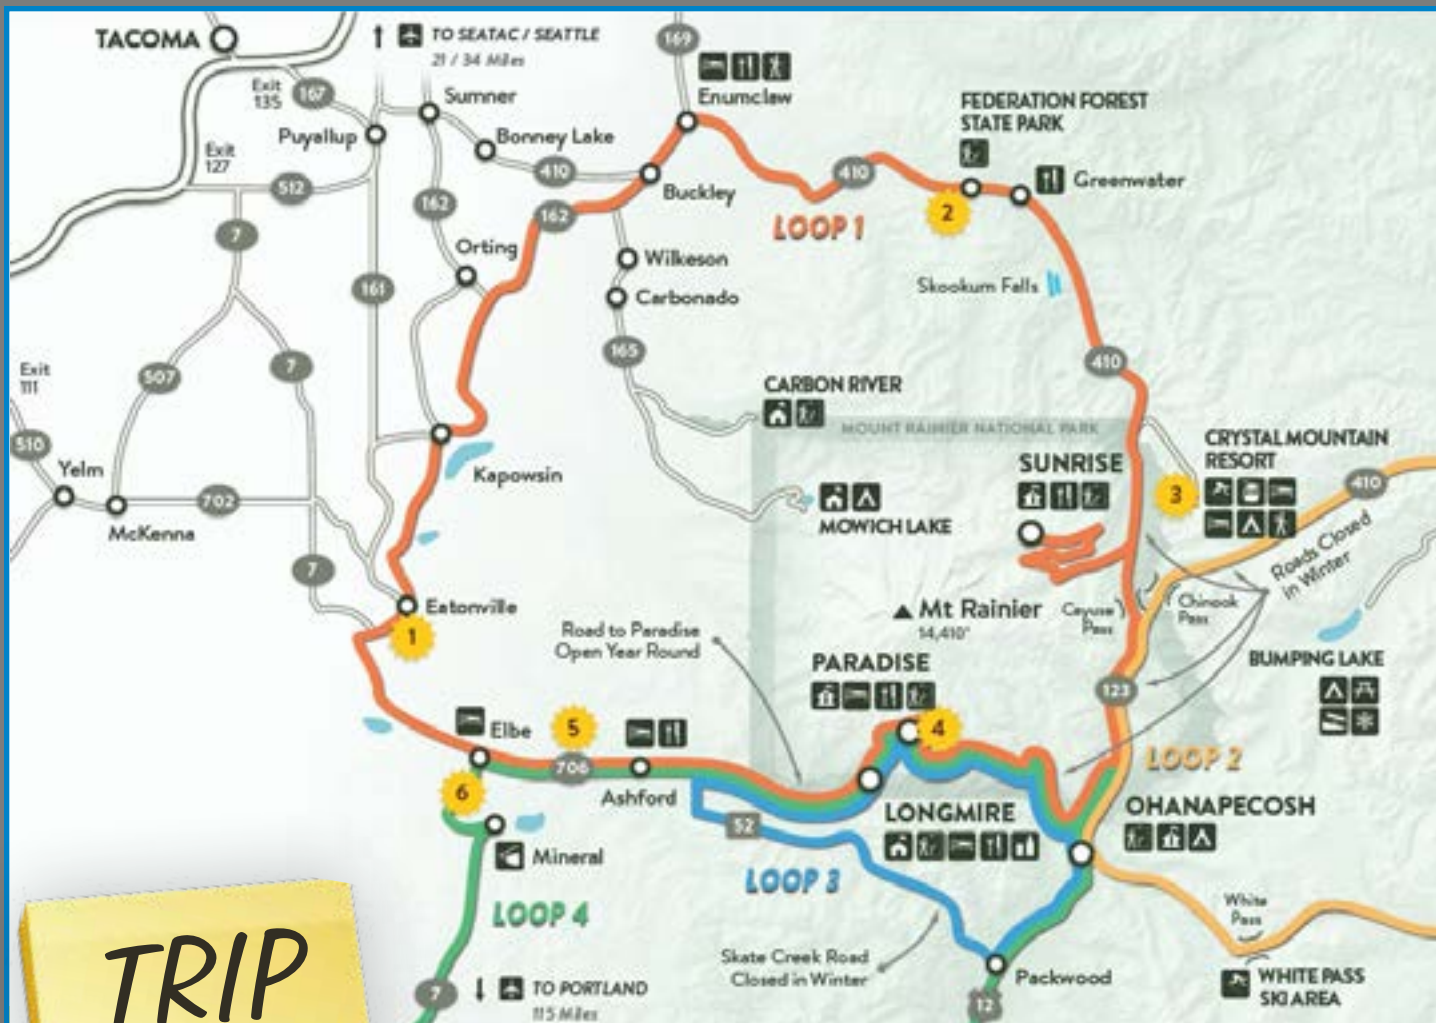 TACOMA
TO SEATAC / SEATTLE
21 / 34 Miles
169
Exit
135
167
Sumner
Enumclaw
FEDERATION FOREST
STATE PARK
Puyallup
Bonney Lake
Exit
127
512
410
410
Greenwater
162
Buckley
162
2
LOOP 1
7
Orting
Wilkeson
Skookum Falls
161
Carbonado
Exit
111
507
7
165
410
CARBON RIVER
MOUNT RAINIER NATIONAL PARK
CRYSTAL MOUNTAIN
RESORT
510
Yelm
Kapowsin
SUNRISE
3
410
702
McKenna
MOWICH LAKE
Roads Closed
in Winter
7
Eatonville
1
Mt Rainier
14,410'
Cayuse
Pass
Chinook
Pass
Road to Paradise
Open Year Round
PARADISE
BUMPING LAKE
123
Elbe
5
4
706
LOOP 2
6
Ashford
LONGMIRE
OHANAPECOSH
52
Mineral
LOOP 3
LOOP 4
White
Pass
Skate Creek Road
Closed in Winter
Packwood
WHITE PASS
SKI AREA
7
TO PORTLAND
115 Miles
12
TRIP